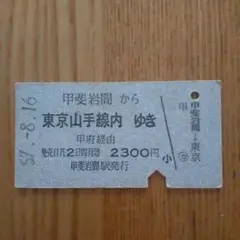 57.-8.16
甲斐岩間 から
東京山手線内 ゆき
甲府経由
発売日共2日間有効 2300円
甲斐岩間駅発行
小
甲
甲斐岩間→東京